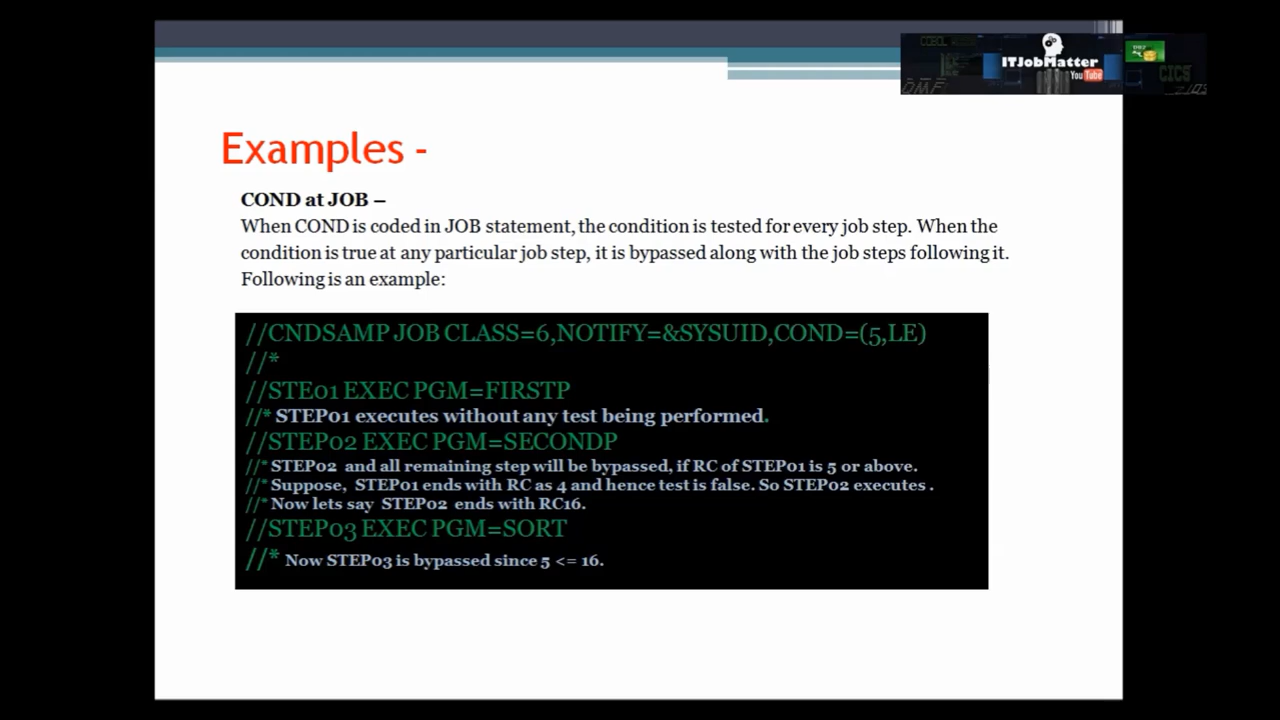 COBOL
ITJobMatter
YouTube
DB2
CICS
Examples -
COND at JOB –
When COND is coded in JOB statement, the condition is tested for every job step. When the
condition is true at any particular job step, it is bypassed along with the job steps following it.
Following is an example:
//CNDSAMP JOB CLASS=6,NOTIFY=&SYSUID,COND=(5,LE)
//*
//STE01 EXEC PGM=FIRSTP
//* STEP01 executes without any test being performed.
//STEP02 EXEC PGM=SECONDP
//* STEP02 and all remaining step will be bypassed, if RC of STEP01 is 5 or above.
//* Suppose, STEP01 ends with RC as 4 and hence test is false. So STEP02 executes .
//* Now lets say STEP02 ends with RC16.
//STEP03 EXEC PGM=SORT
//* Now STEP03 is bypassed since 5 <= 16.